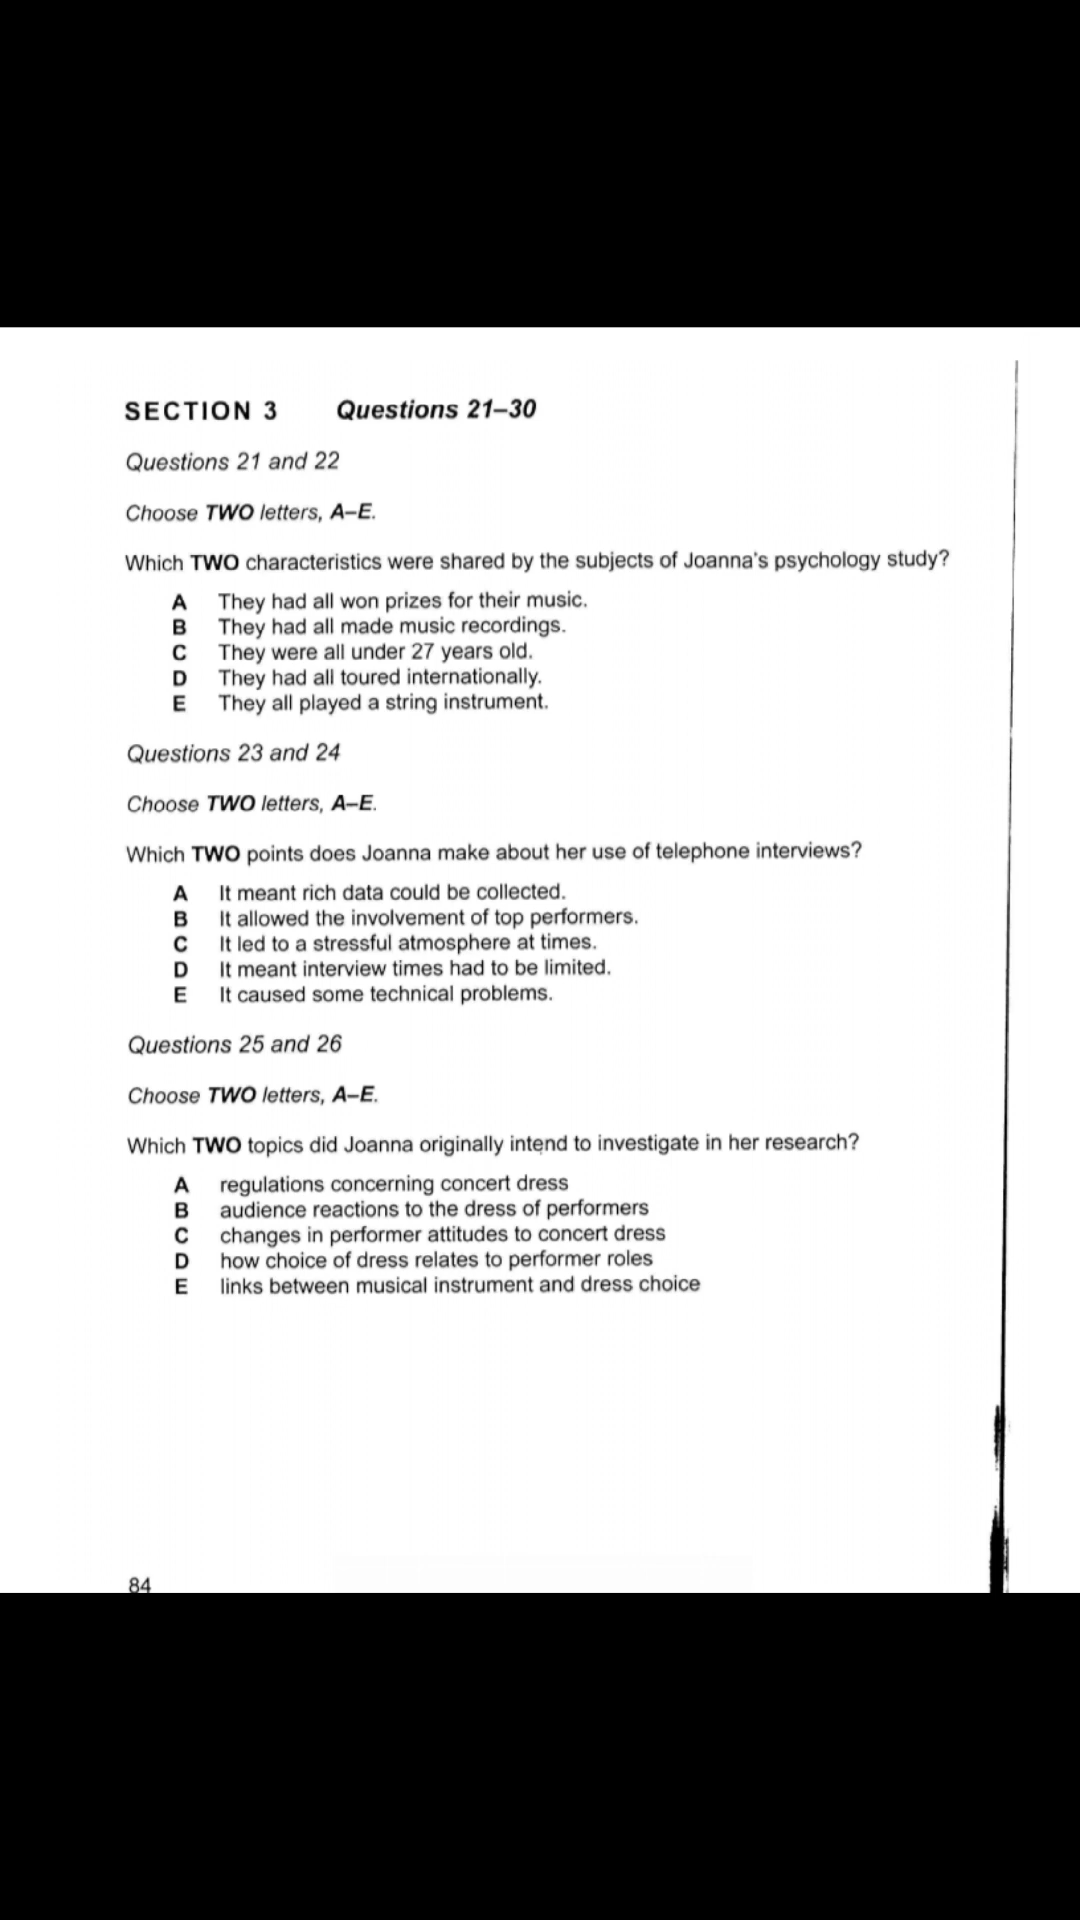 SECTION 3 Questions 21–30
Questions 21 and 22
Choose TWO letters, A–E.
Which TWO characteristics were shared by the subjects of Joanna's psychology study?
A They had all won prizes for their music.
B They had all made music recordings.
C They were all under 27 years old.
D They had all toured internationally.
E They all played a string instrument.
Questions 23 and 24
Choose TWO letters, A–E.
Which TWO points does Joanna make about her use of telephone interviews?
A It meant rich data could be collected.
B It allowed the involvement of top performers.
C It led to a stressful atmosphere at times.
D It meant interview times had to be limited.
E It caused some technical problems.
Questions 25 and 26
Choose TWO letters, A–E.
Which TWO topics did Joanna originally intend to investigate in her research?
A regulations concerning concert dress
B audience reactions to the dress of performers
C changes in performer attitudes to concert dress
D how choice of dress relates to performer roles
E links between musical instrument and dress choice
84